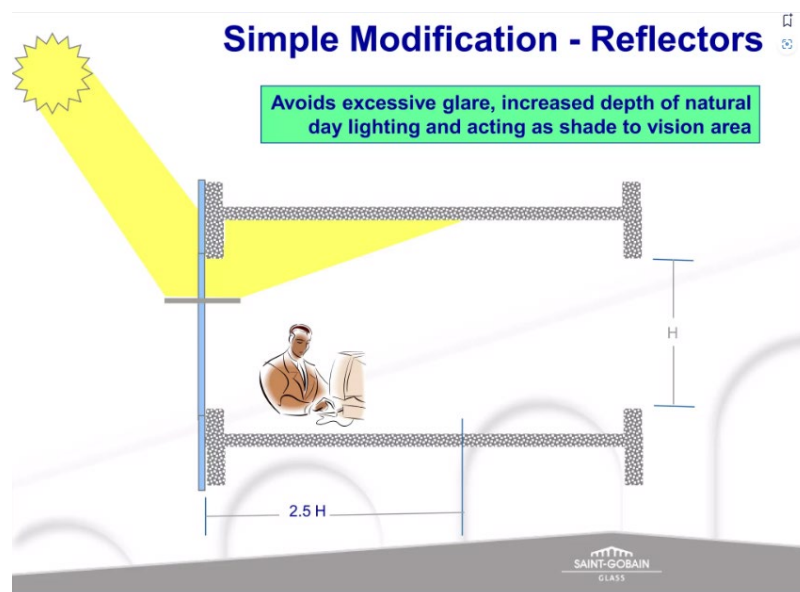 Simple Modification - Reflectors
Avoids excessive glare, increased depth of natural
day lighting and acting as shade to vision area
H
2.5 H
SAINT-GOBAIN
GLASS